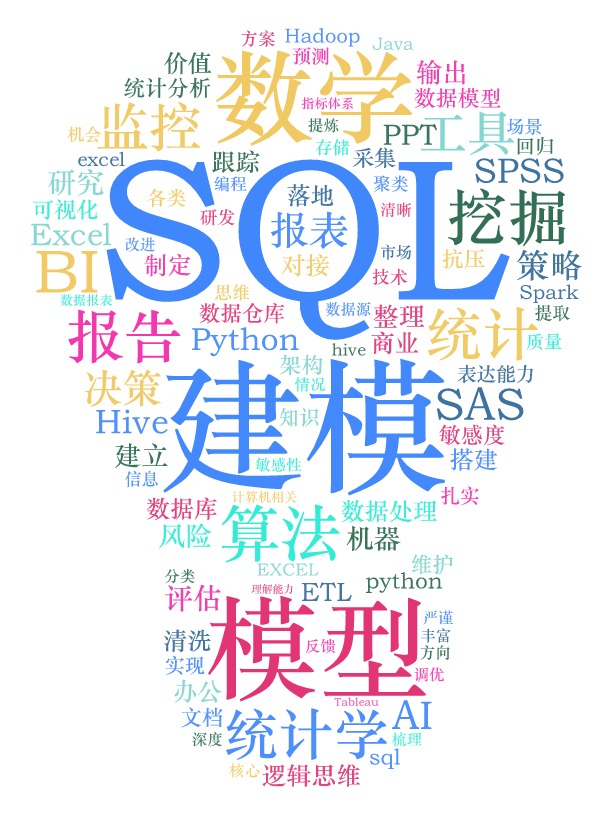 方案
Hadoop
Java
价值
数学
预测
输出
统计分析
指标体系
数据模型
机会
监控
提炼
PPT
工具
场景
存储
回归
excel
跟踪
采集
SPSS
研究
SQL
编程
各类
落地
聚类
挖掘
可视化
研发
报表
清晰
Excel
改进
市场
BI
制定
对接
技术
抗压
策略
数据报表
思维
Spark
数据仓库
数据源
整理
提取
报告
Python
hive
商业
统计
质量
决策
架构
情况
表达能力
建模
Hive
知识
SAS
敏感度
建立
敏感性
搭建
信息
计算机相关
扎实
数据库
算法
数据处理
风险
机器
EXCEL
维护
分类
理解能力
python
评估
ETL
模型
严谨
清洗
反馈
丰富
实现
方向
调优
办公
Tableau
文档
统计学
AI
深度
梳理
sql
核心
逻辑思维